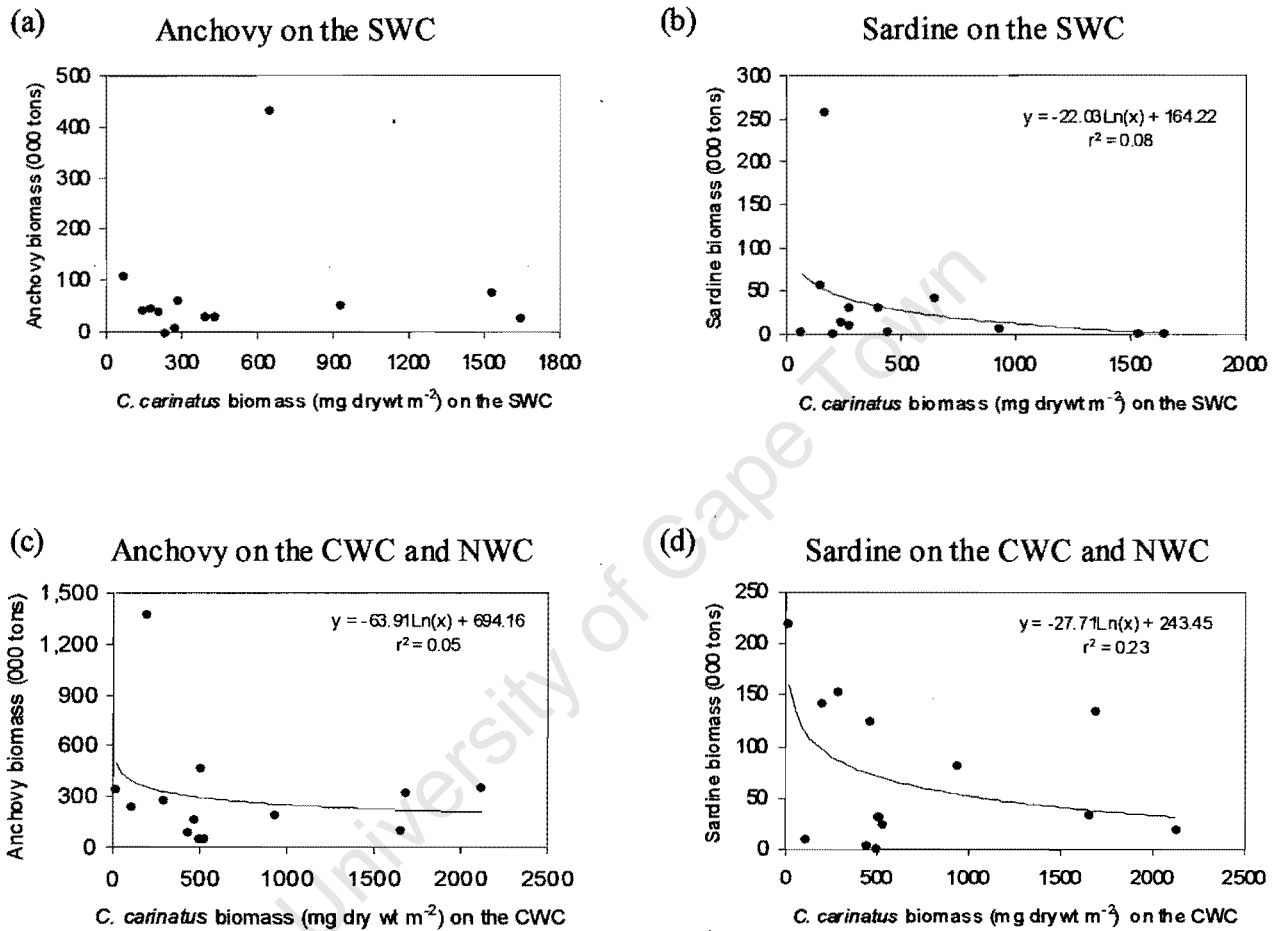 (a)
Anchovy on the SWC
500
400
300
200
100
0
Anchovy biomass (000 tons)
0 300 600 900 1200 1500 1800
C. carinatus biomass (mg drywt m⁻²) on the SWC
(b)
Sardine on the SWC
300
250
200
150
100
50
0
Sardine biomass (000 tons)
y = -22.03Ln(x) + 164.22
r² = 0.08
0 500 1000 1500 2000
C. carinatus biomass (mg drywt m⁻²) on the SWC
(c)
Anchovy on the CWC and NWC
1,500
1,200
900
600
300
0
Anchovy biomass (000 tons)
y = -63.91Ln(x) + 694.16
r² = 0.05
0 500 1000 1500 2000 2500
C. carinatus biomass (mg dry wt m⁻²) on the CWC
(d)
Sardine on the CWC and NWC
250
200
150
100
50
0
Sardine biomass (000 tons)
y = -27.71Ln(x) + 243.45
r² = 0.23
0 500 1000 1500 2000 2500
C. carinatus biomass (mg drywt m⁻²) on the CWC
University of Cape Town